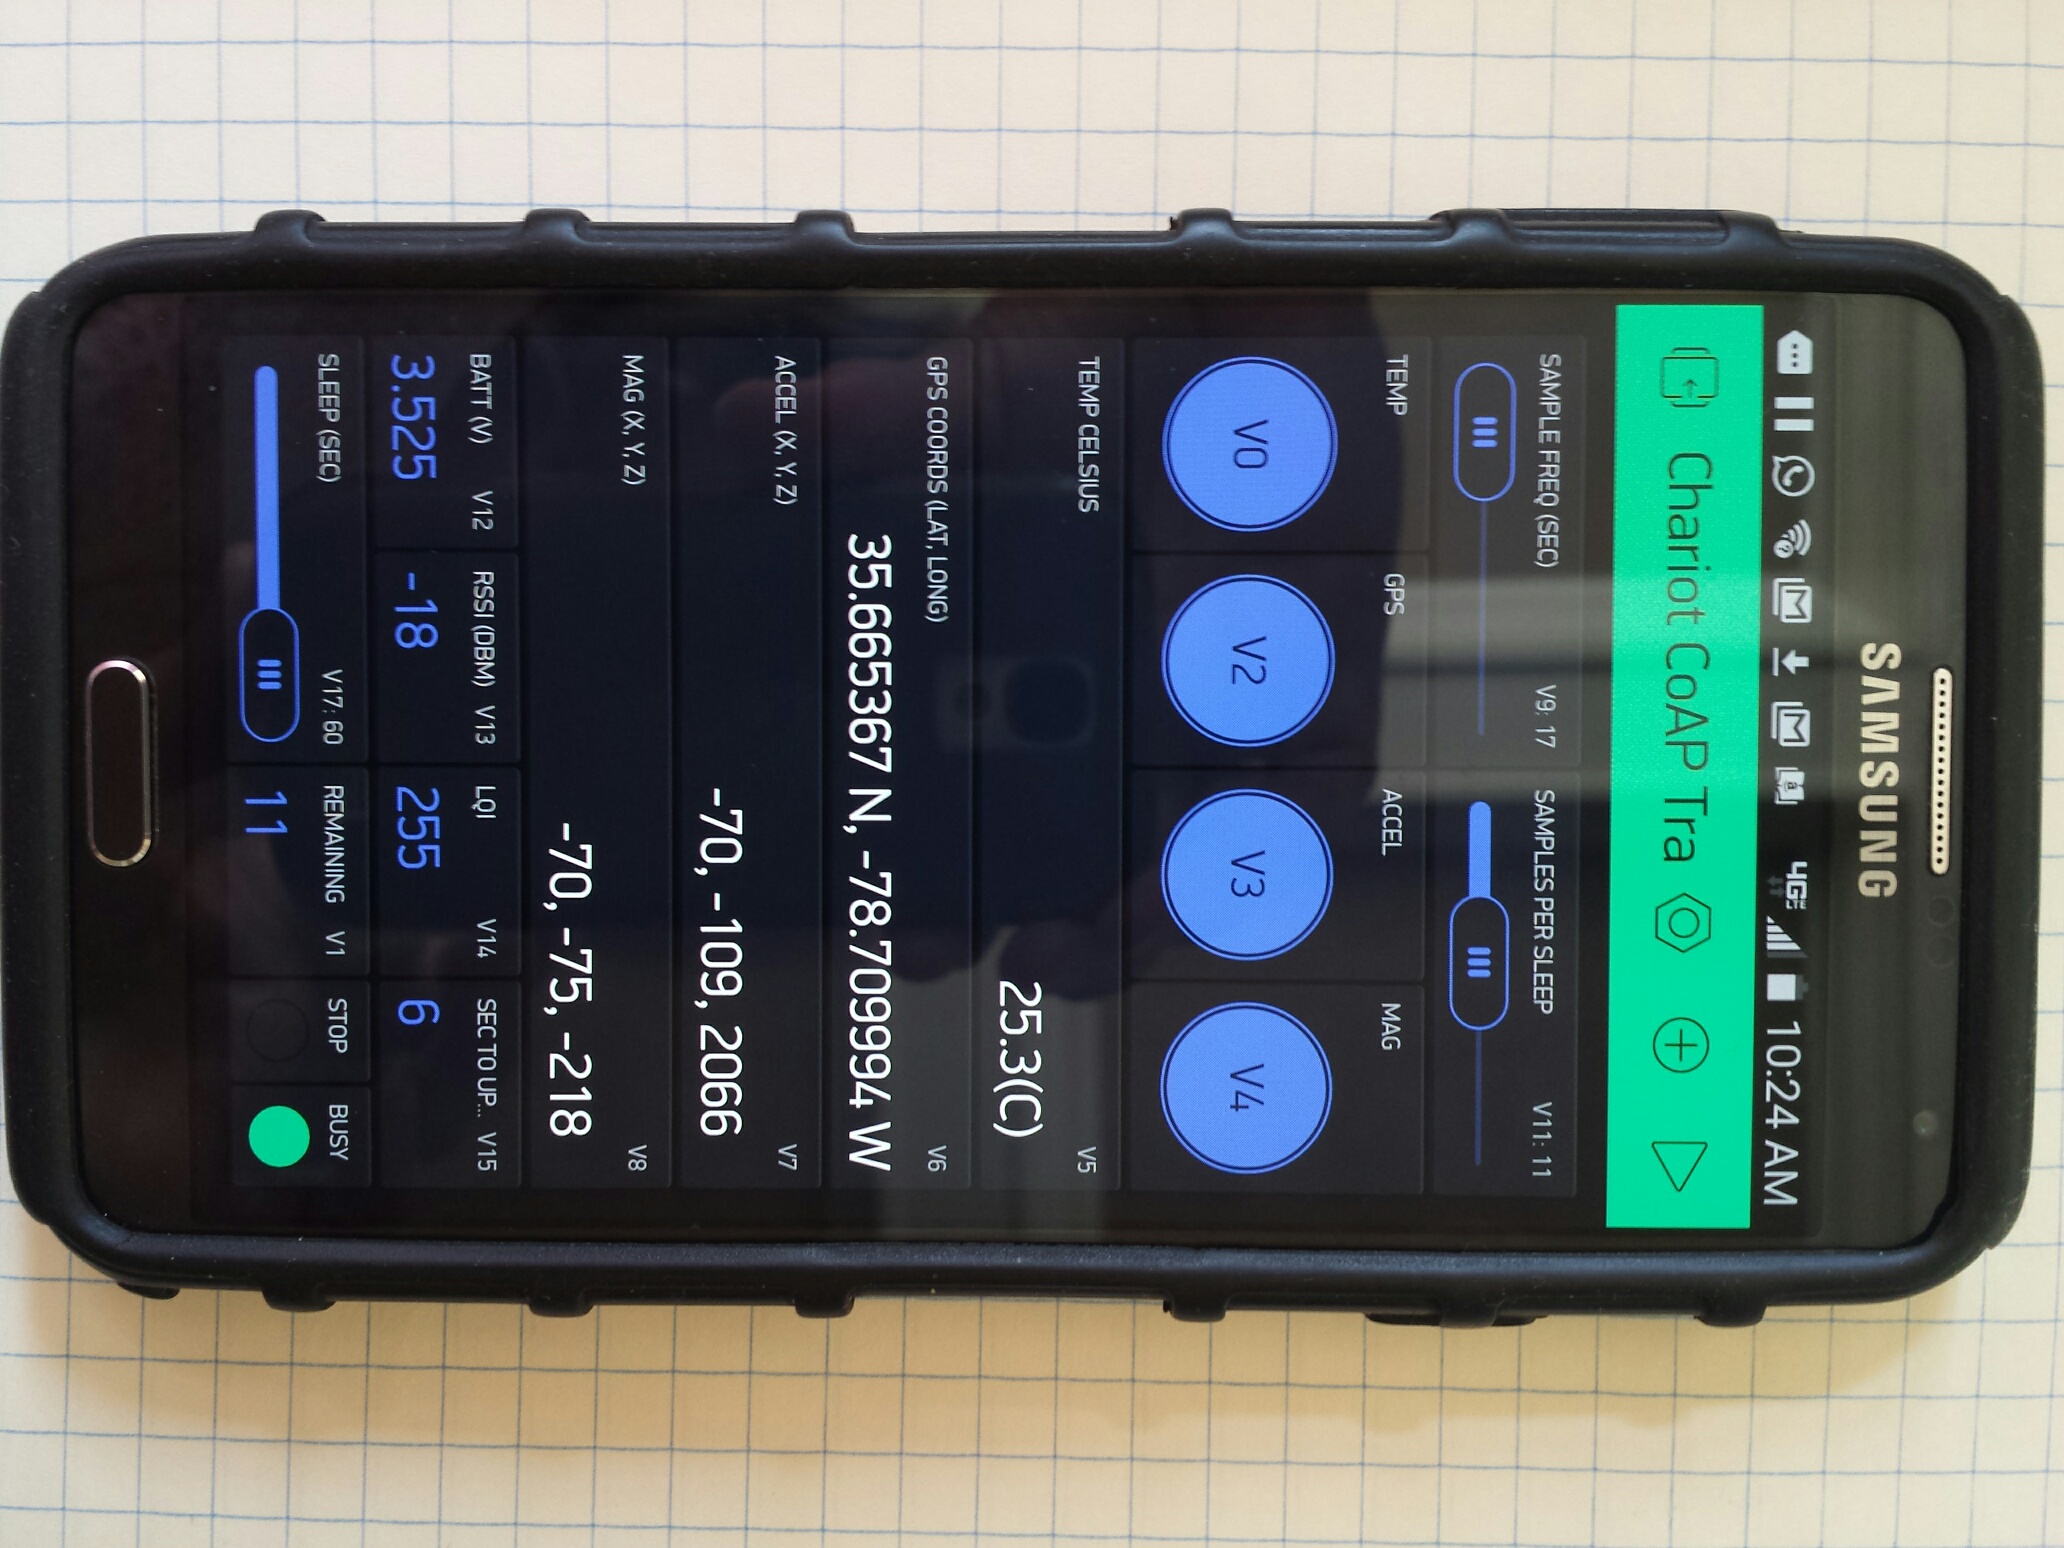 SAMSUNG
4G 10:24 AM
Chariot CoAP Tra
SAMPLE FREQ (SEC) V9: 17 SAMPLES PER SLEEP V11: 11
TEMP GPS ACCEL MAG
V0 V2 V3 V4
TEMP CELSIUS V5
25.3(C)
GPS COORDS (LAT, LONG) V6
35.665367 N, -78.709994 W
ACCEL (X, Y, Z) V7
-70, -109, 2066
MAG (X, Y, Z) V8
-70, -75, -218
BATT (V) V12 RSSI (DBM) V13 LQI V14 SEC TO UP... V15
3.525 -18 255 6
SLEEP (SEC) V17: 60 REMAINING V1 STOP BUSY
11